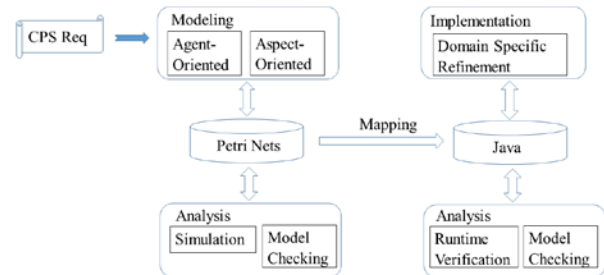 CPS Req
Modeling
Agent-
Oriented
Aspect-
Oriented
Implementation
Domain Specific
Refinement
Petri Nets
Mapping
Java
Analysis
Simulation
Model
Checking
Analysis
Runtime
Verification
Model
Checking